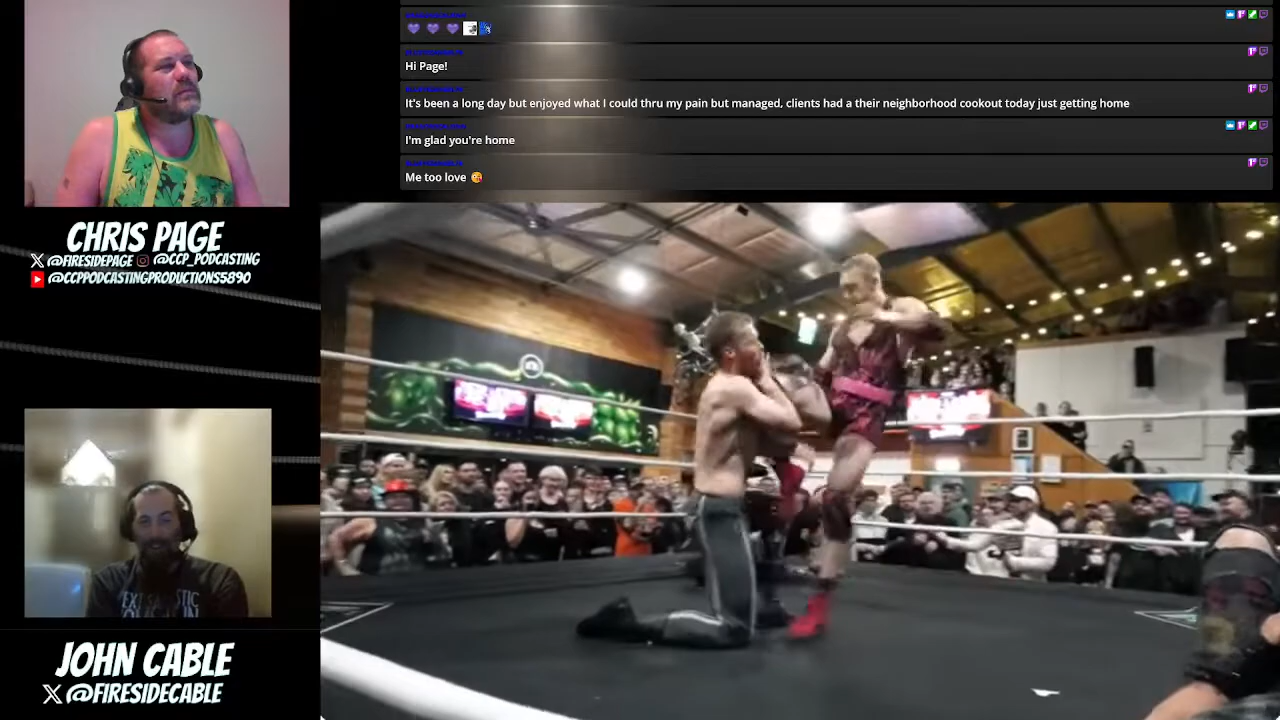 Hi Page!
It's been a long day but enjoyed what I could thru my pain but managed, clients had a their neighborhood cookout today just getting home
I'm glad you're home
Me too love 😘
CHRIS PAGE
@FIRESIDEPAGE @CCP_PODCASTING
@CCPPODCASTINGPRODUCTIONS5890
JOHN CABLE
X @FIRESIDECABLE